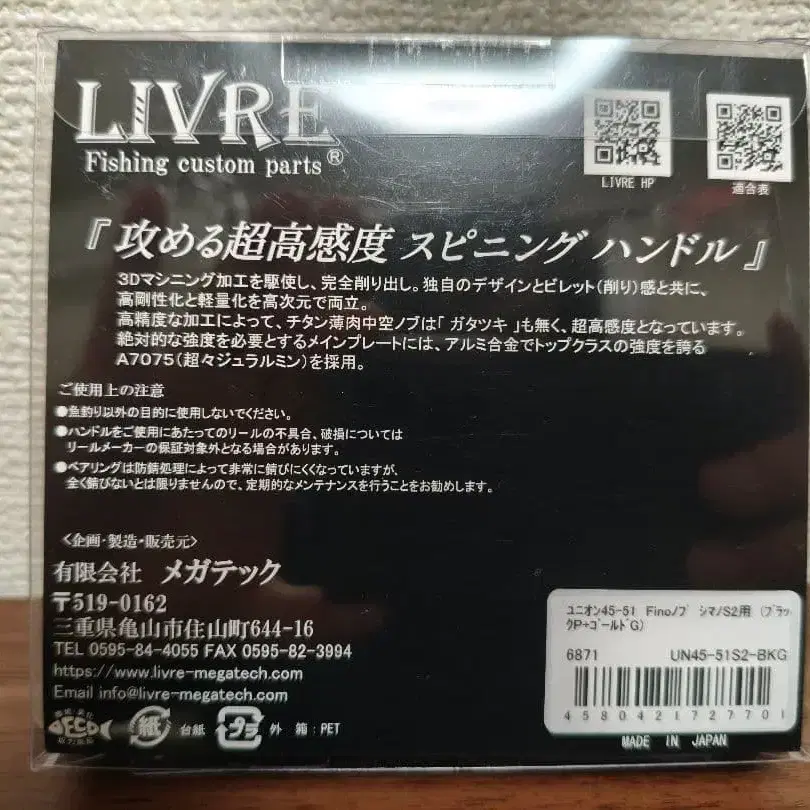 LIVRE
Fishing custom parts®
LIVRE HP
適合表
『 攻める超高感度 スピニング ハンドル 』
3Dマシニング加工を駆使し、完全削り出し。独自のデザインとビレット(削り)感と共に、
高剛性化と軽量化を高次元で両立。
高精度な加工によって、チタン薄肉中空ノブは「 ガタツキ 」も無く、超高感度となっています。
絶対的な強度を必要とするメインプレートには、アルミ合金でトップクラスの強度を誇る
A7075(超々ジュラルミン)を採用。
ご使用上の注意
●魚釣り以外の目的に使用しないでください。
●ハンドルをご使用にあたってのリールの不具合、破損については
リールメーカーの保証対象外となる場合があります。
●ベアリングは防錆処理によって非常に錆びにくくなっていますが、
全く錆びないとは限りませんので、定期的なメンテナンスを行うことをお勧めします。
<企画・製造・販売元>
有限会社 メガテック
〒519-0162
三重県亀山市住山町644-16
TEL 0595-84-4055 FAX 0595-82-3994
https://www.livre-megatech.com/
Email info@livre-megatech.com
紙 台紙 プラ 外 箱:PET
ユニオン45-51 Finoノブ シマノS2用 (ブラッ
クP+ゴールドG)
6871 UN45-51S2-BKG
4580421727701
MADE IN JAPAN